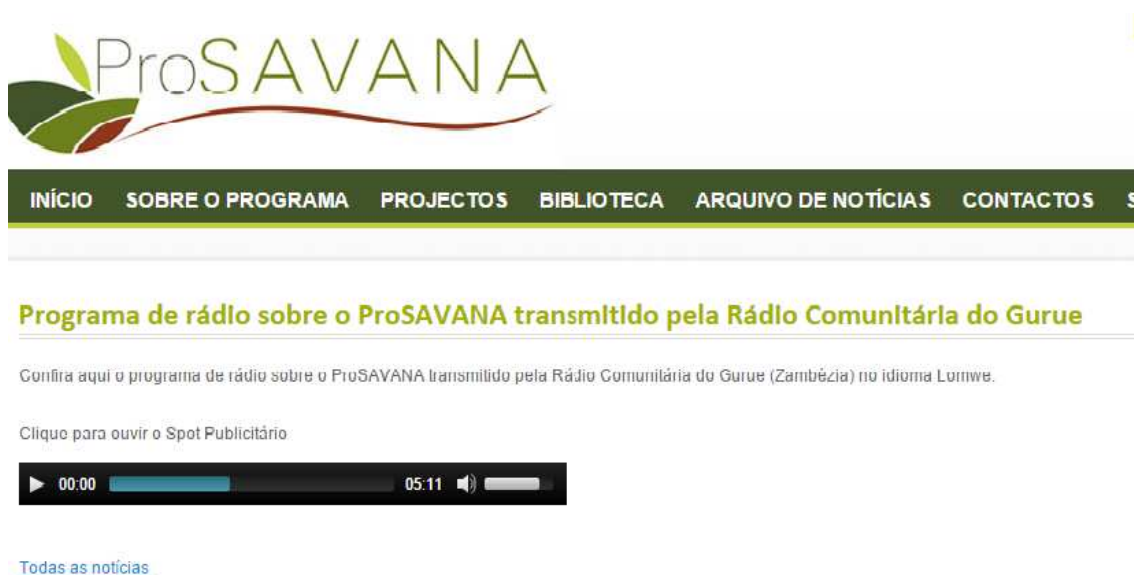 ProSAVANA
INÍCIO SOBRE O PROGRAMA PROJECTOS BIBLIOTECA ARQUIVO DE NOTÍCIAS CONTACTOS S
Programa de rádio sobre o ProSAVANA transmitido pela Rádio Comunitária do Gurue
Confira aqui o programa de rádio sobre o ProSAVANA transmitido pela Rádio Comunitária do Gurue (Zambézia) no idioma Lomwe.
Clique para ouvir o Spot Publicitário
00:00 05:11
Todas as notícias